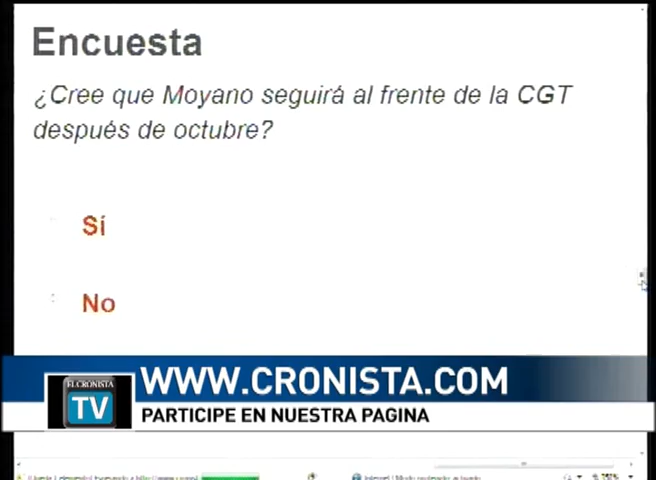 Encuesta
¿Cree que Moyano seguirá al frente de la CGT
después de octubre?
Sí
No
WWW.CRONISTA.COM
EL CRONISTA
TV
PARTICIPE EN NUESTRA PAGINA